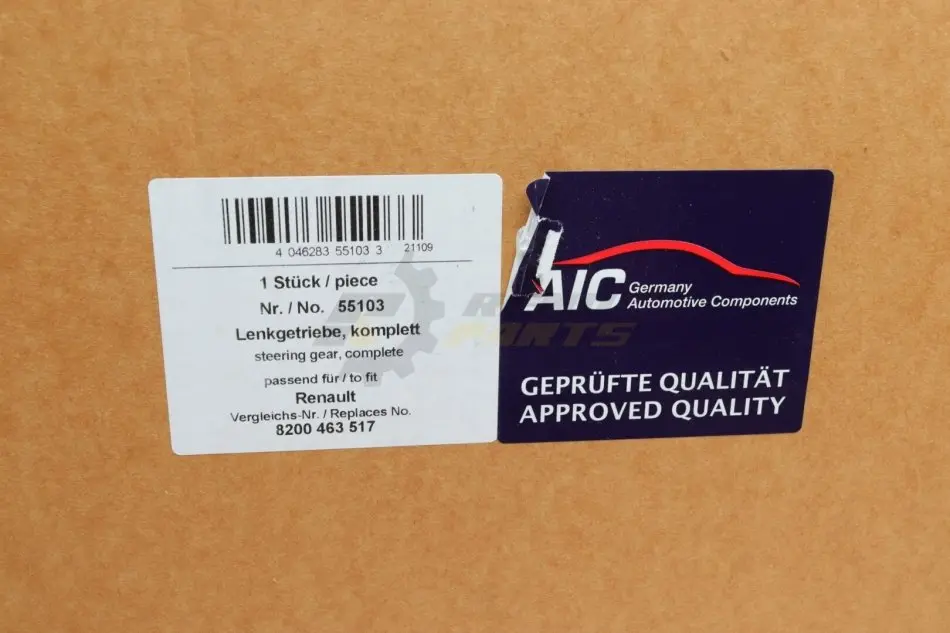 4 046283 55103 3 21109
1 Stück / piece
Nr. / No. 55103
Lenkgetriebe, komplett
steering gear, complete
passend für / to fit
Renault
Vergleichs-Nr. / Replaces No.
8200 463 517
AIC Germany
Automotive Components
GEPRÜFTE QUALITÄT
APPROVED QUALITY
PARTS